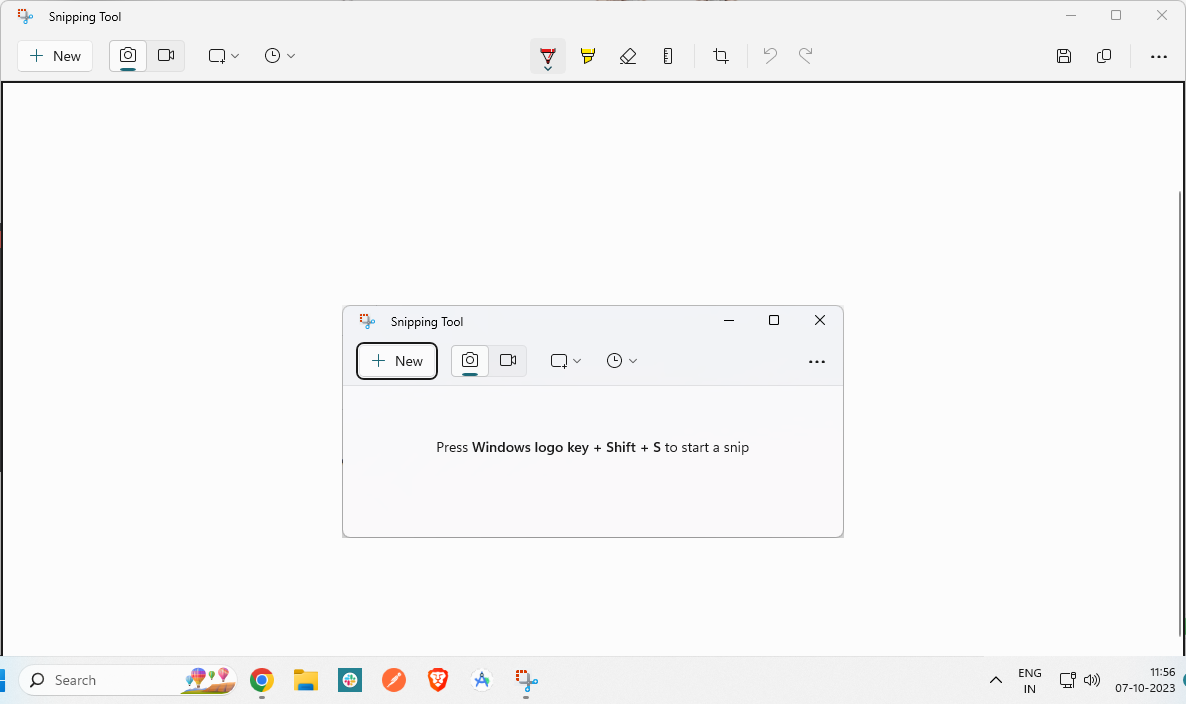 Snipping Tool
New
Snipping Tool
New
Press Windows logo key + Shift + S to start a snip
Search
ENG
IN
11:56
07-10-2023